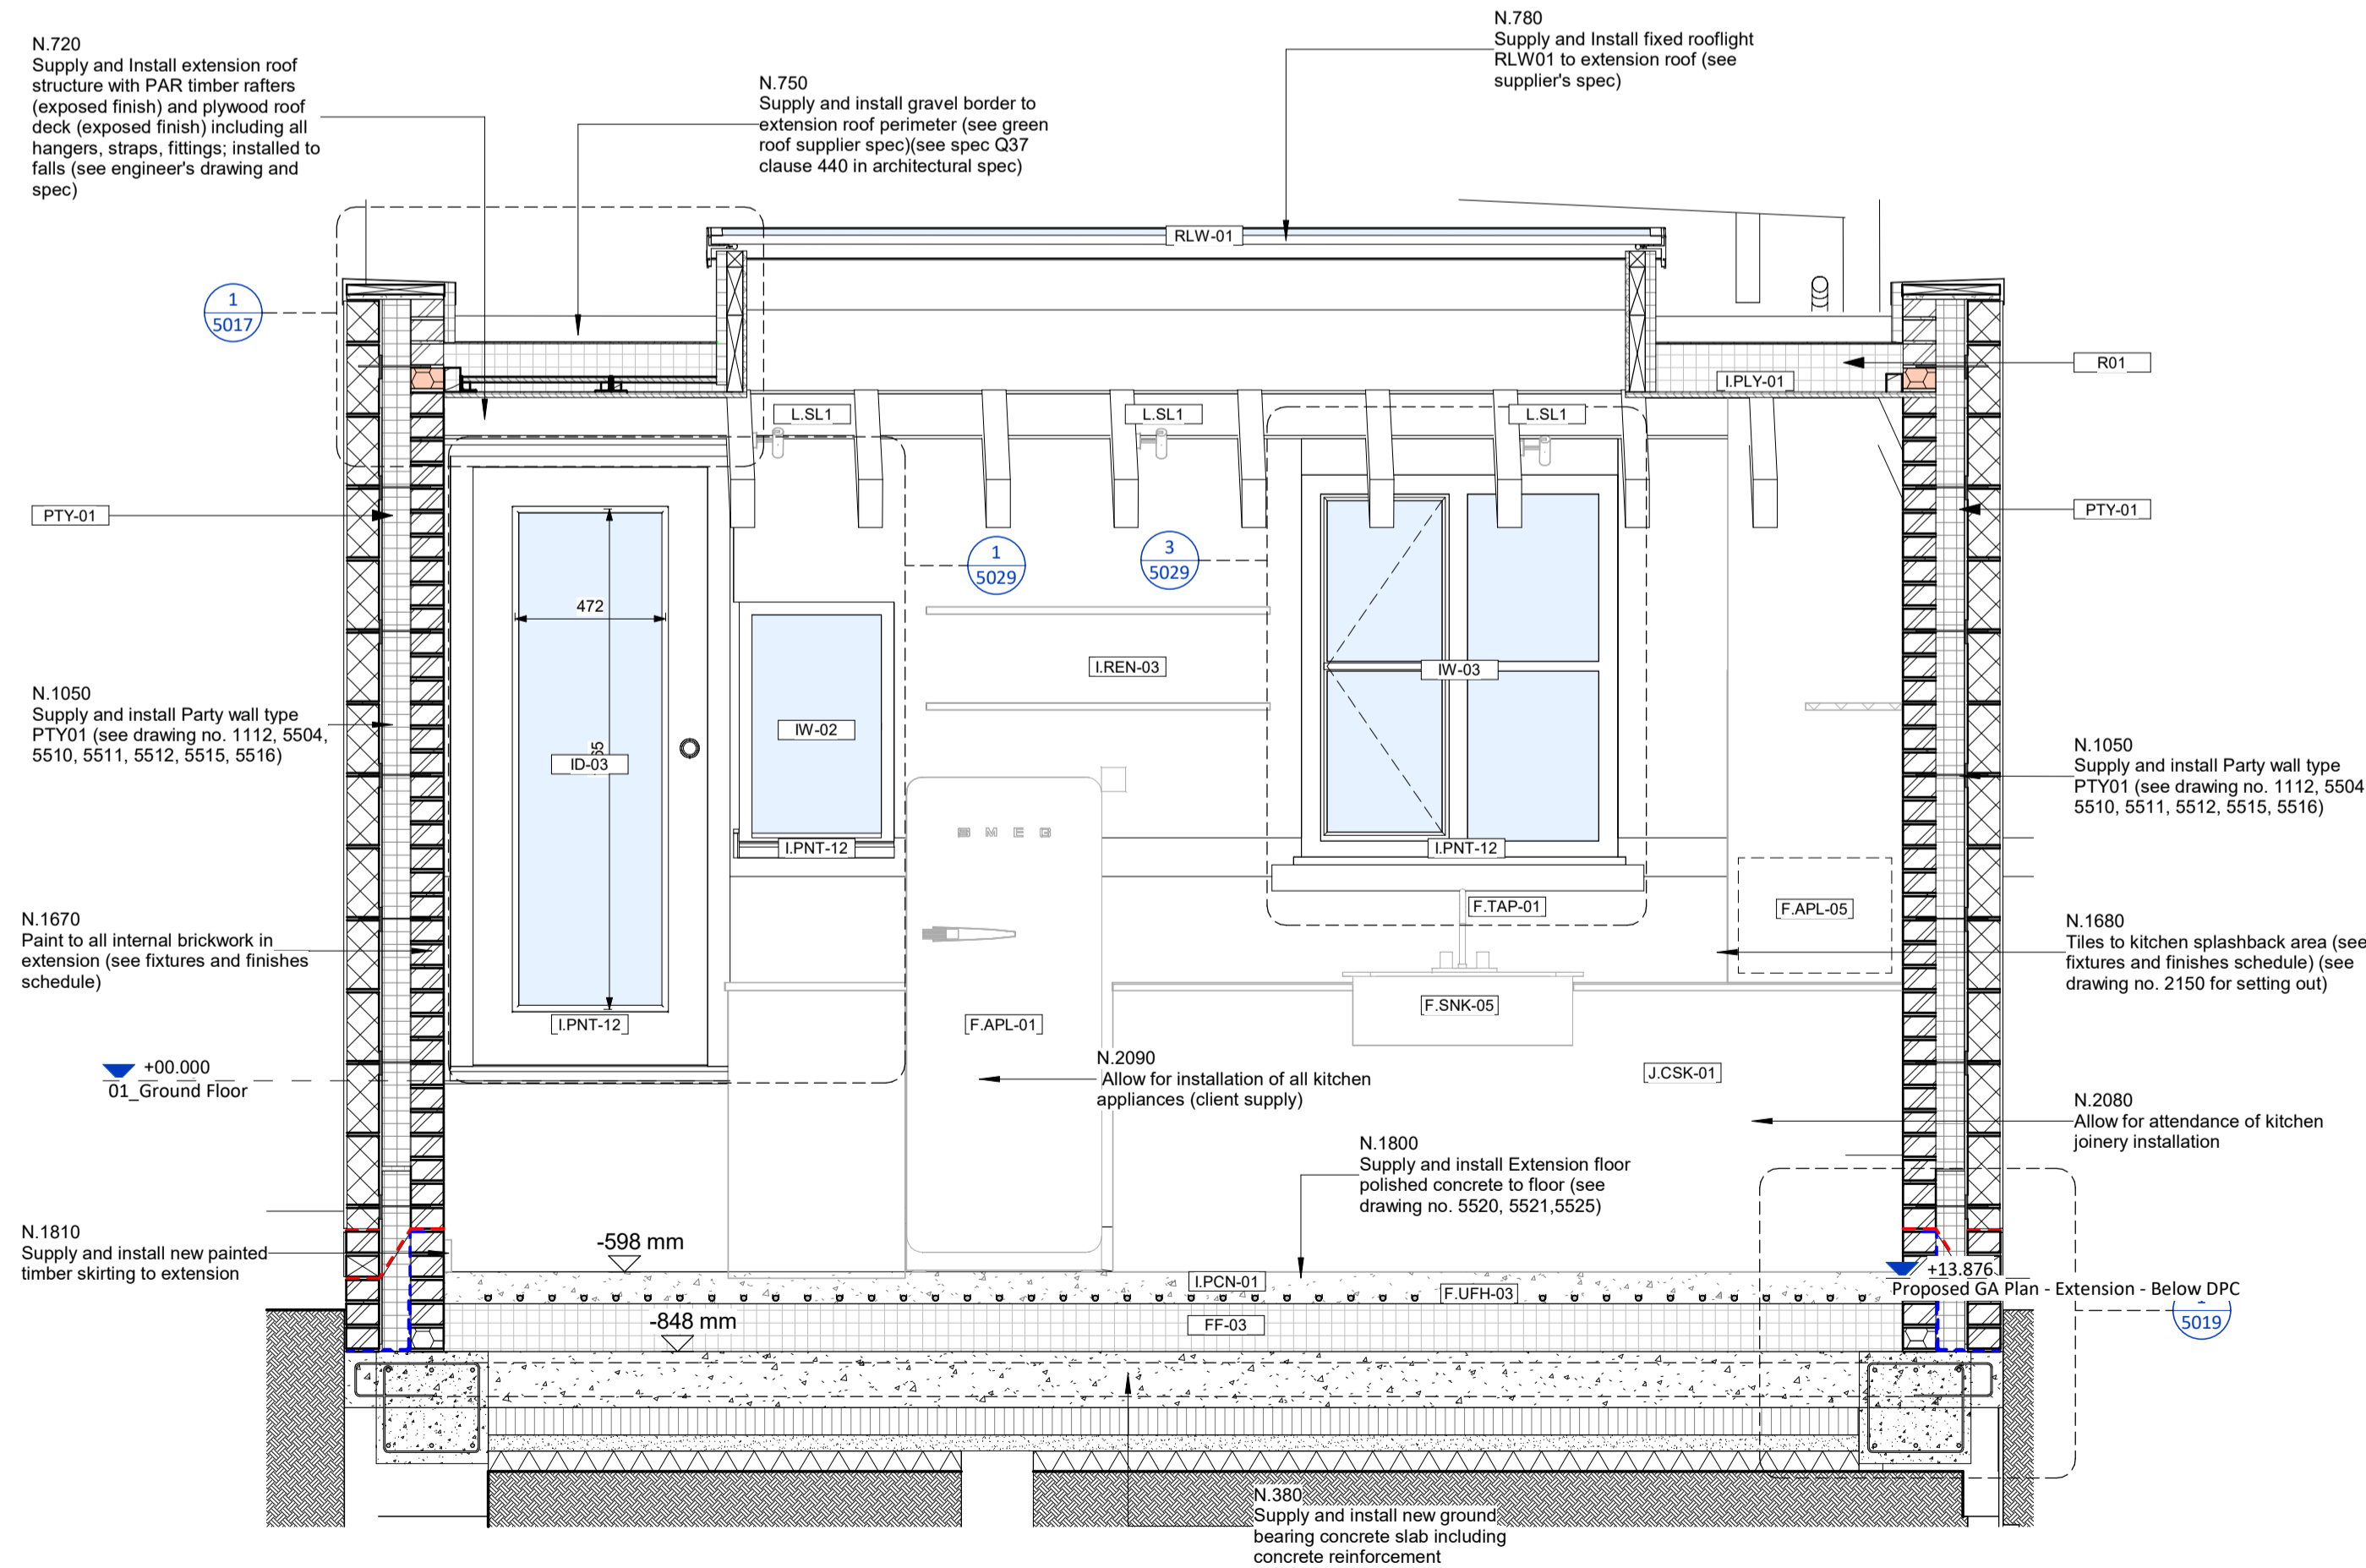 N.780
Supply and Install fixed rooflight
RLW01 to extension roof (see
supplier's spec)
N.720
Supply and Install extension roof
structure with PAR timber rafters
(exposed finish) and plywood roof
deck (exposed finish) including all
hangers, straps, fittings; installed to
falls (see engineer's drawing and
spec)
N.750
Supply and install gravel border to
extension roof perimeter (see green
roof supplier spec)(see spec Q37
clause 440 in architectural spec)
RLW-01
1
5017
R01
I.PLY-01
L.SL1
L.SL1
L.SL1
PTY-01
PTY-01
1
5029
3
5029
472
I.REN-03
IW-03
N.1050
Supply and install Party wall type
PTY01 (see drawing no. 1112, 5504,
5510, 5511, 5512, 5515, 5516)
IW-02
ID-03
N.1050
Supply and install Party wall type
PTY01 (see drawing no. 1112, 5504
5510, 5511, 5512, 5515, 5516)
SMEG
I.PNT-12
I.PNT-12
F.TAP-01
F.APL-05
N.1670
Paint to all internal brickwork in
extension (see fixtures and finishes
schedule)
N.1680
Tiles to kitchen splashback area (see
fixtures and finishes schedule) (see
drawing no. 2150 for setting out)
F.SNK-05
I.PNT-12
F.APL-01
+00.000
01_Ground Floor
N.2090
Allow for installation of all kitchen
appliances (client supply)
J.CSK-01
N.2080
Allow for attendance of kitchen
joinery installation
N.1800
Supply and install Extension floor
polished concrete to floor (see
drawing no. 5520, 5521,5525)
N.1810
Supply and install new painted
timber skirting to extension
-598 mm
I.PCN-01
F.UFH-03
+13.876
Proposed GA Plan - Extension - Below DPC
5019
-848 mm
FF-03
N.380
Supply and install new ground
bearing concrete slab including
concrete reinforcement